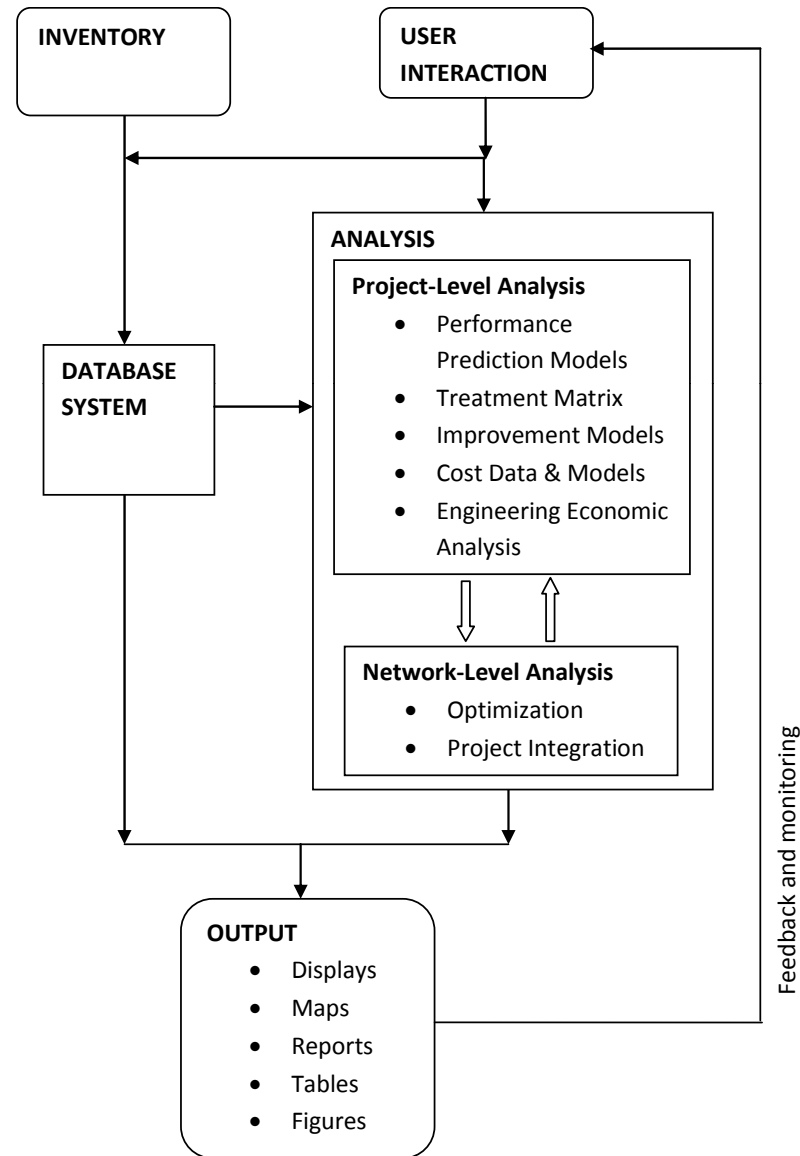 INVENTORY
USER
INTERACTION
ANALYSIS
Project-Level Analysis
• Performance
Prediction Models
• Treatment Matrix
• Improvement Models
• Cost Data & Models
• Engineering Economic
Analysis
DATABASE
SYSTEM
Network-Level Analysis
• Optimization
• Project Integration
Feedback and monitoring
OUTPUT
• Displays
• Maps
• Reports
• Tables
• Figures